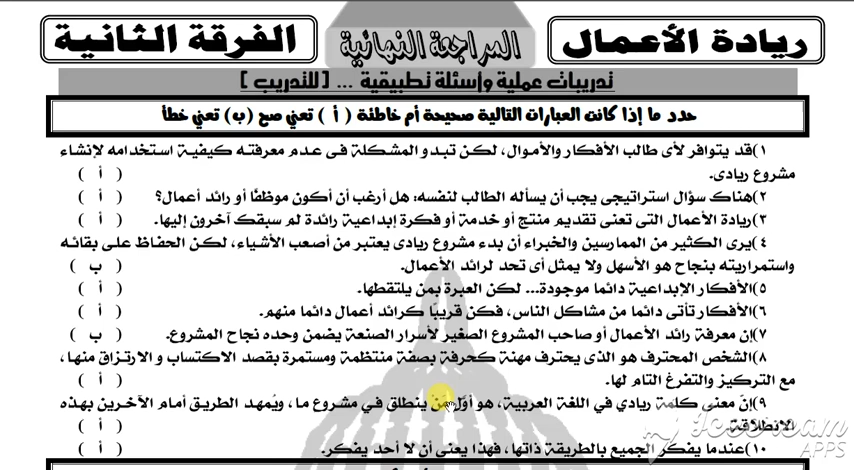 ريادة الأعمال
المراجعة النهائية
الفرقة الثانية
تدريبات عملية وأسئلة تطبيقية ... [للتدريب]
حدد ما إذا كانت العبارات التالية صحيحة أم خاطئة ( أ ) تعني صح (ب) تعني خطأ
١)قد يتوافر لأى طالب الأفكار والأموال، لكن تبدو المشكلة فى عدم معرفته كيفية استخدامه لإنشاء
مشروع ريادى. ( أ )
٢)هناك سؤال استراتيجى يجب أن يسأله الطالب لنفسه: هل أرغب أن أكون موظفًا أو رائد أعمال؟ ( أ )
٣)ريادة الأعمال التى تعنى تقديم منتج أو خدمة أو فكرة إبداعية رائدة لم سبقك آخرون إليها. ( أ )
٤)يرى الكثير من الممارسين والخبراء أن بدء مشروع ريادى يعتبر من أصعب الأشياء، لكن الحفاظ على بقائه
واستمراريته بنجاح هو الأسهل ولا يمثل أى تحد لرائد الأعمال. ( ب )
٥)الأفكار الإبداعية دائما موجودة... لكن العبرة بمن يلتقطها. ( أ )
٦)الأفكار تأتى دائما من مشاكل الناس، فكن قريبًا كرائد أعمال دائما منهم. ( أ )
٧)إن معرفة رائد الأعمال أو صاحب المشروع الصغير لأسرار الصنعة يضمن وحده نجاح المشروع. ( ب )
٨)الشخص المحترف هو الذى يحترف مهنة كحرفة بصفة منتظمة ومستمرة بقصد الاكتساب و الارتزاق منها،
مع التركيز والتفرغ التام لها. ( أ )
٩)إنّ معنى كلمة ريادي في اللغة العربية، هو أوّل من ينطلق في مشروع ما، ويُمهد الطريق أمام الآخرين بهذه
الانطلاقة ( أ )
١٠)عندما يفكر الجميع بالطريقة ذاتها، فهذا يعنى أن لا أحد يفكر. ( أ )
Icecream
APPS